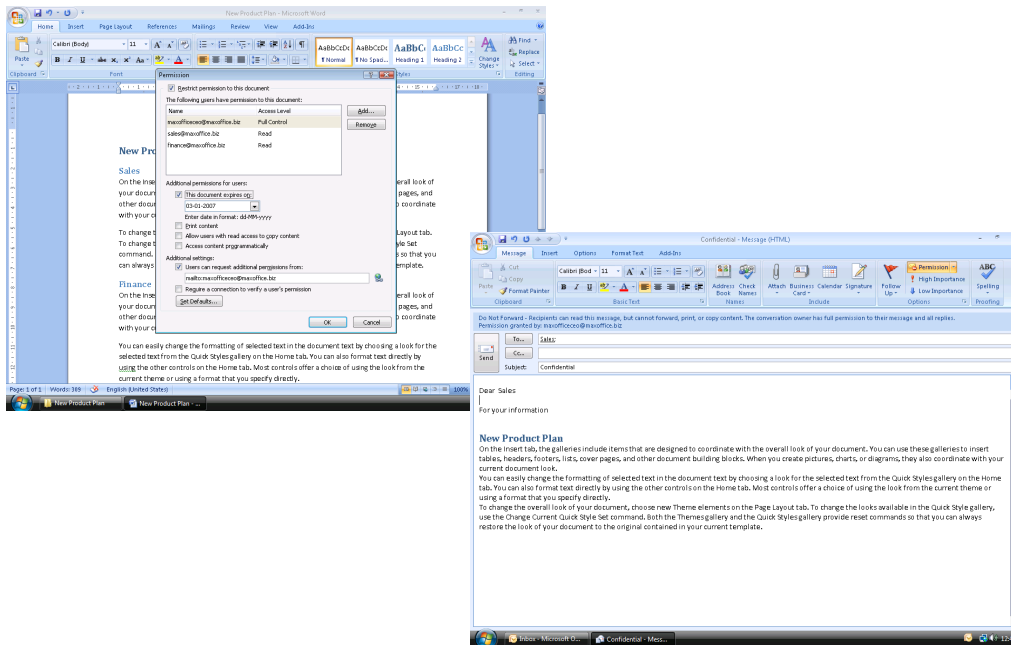 New Product Plan - Microsoft Word
Home Insert Page Layout References Mailings Review View Add-Ins
Paste
Clipboard
Calibri (Body) 11
Font
AaBbCcDc AaBbCcDc AaBbC AaBbCc
¶ Normal ¶ No Spaci... Heading 1 Heading 2
Change
Styles
Find
Replace
Select
Editing
Permission
Restrict permission to this document
The following users have permission to this document:
Name Access Level
maxofficeceo@maxoffice.biz Full Control
sales@maxoffice.biz Read
finance@maxoffice.biz Read
Add...
Remove
Additional permissions for users:
This document expires on:
03-01-2007
Enter date in format: dd-MM-yyyy
Print content
Allow users with read access to copy content
Access content programmatically
Additional settings:
Users can request additional permissions from:
mailto:maxofficeceo@maxoffice.biz
Require a connection to verify a user's permission
Set Defaults...
OK Cancel
New Pro
Sales
On the Inse
erall look of
your docum
pages, and
other docu
o coordinate
with your c
To change t
Layout tab.
To change t
yle Set
command.
s so that you
can always
template.
Finance
On the Inse
erall look of
your docum
pages, and
other docu
o coordinate
with your c
You can easily change the formatting of selected text in the document text by choosing a look for the
selected text from the Quick Styles gallery on the Home tab. You can also format text directly by
using the other controls on the Home tab. Most controls offer a choice of using the look from the
current theme or using a format that you specify directly.
Page: 1 of 1 Words: 309 English (United States) 100%
New Product Plan New Product Plan - ...
Confidential - Message (HTML)
Message Insert Options Format Text Add-Ins
Paste
Cut
Copy
Format Painter
Clipboard
Calibri (Bod 11
Basic Text
Address
Book
Check
Names
Names
Attach
Business
Card
Calendar
Signature
Include
Follow
Up
Permission
High Importance
Low Importance
Options
Spelling
Proofing
Do Not Forward - Recipients can read this message, but cannot forward, print, or copy content. The conversation owner has full permission to their message and all replies.
Permission granted by: maxofficeceo@maxoffice.biz
Send
To... Sales;
Cc...
Subject: Confidential
Dear Sales
For your information
New Product Plan
On the Insert tab, the galleries include items that are designed to coordinate with the overall look of your document. You can use these galleries to insert
tables, headers, footers, lists, cover pages, and other document building blocks. When you create pictures, charts, or diagrams, they also coordinate with your
current document look.
You can easily change the formatting of selected text in the document text by choosing a look for the selected text from the Quick Styles gallery on the Home
tab. You can also format text directly by using the other controls on the Home tab. Most controls offer a choice of using the look from the current theme or
using a format that you specify directly.
To change the overall look of your document, choose new Theme elements on the Page Layout tab. To change the looks available in the Quick Style gallery,
use the Change Current Quick Style Set command. Both the Themes gallery and the Quick Styles gallery provide reset commands so that you can always
restore the look of your document to the original contained in your current template.
Inbox - Microsoft O... Confidential - Mess...